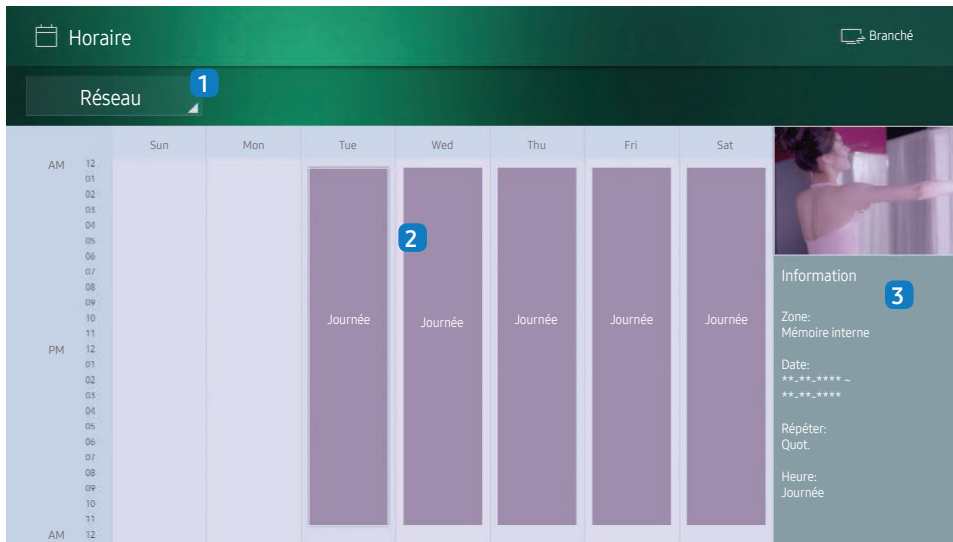 Horaire
Branché
1
Réseau
Sun Mon Tue Wed Thu Fri Sat
AM 12
01
02
03
04
05
06
07
08
09
10
11
PM 12
01
02
03
04
05
06
07
08
09
10
11
AM 12
2
Journée Journée Journée Journée Journée
Information
3
Zone:
Mémoire interne
Date:
**-**-**** ~
**-**-****
Répéter:
Quot.
Heure:
Journée